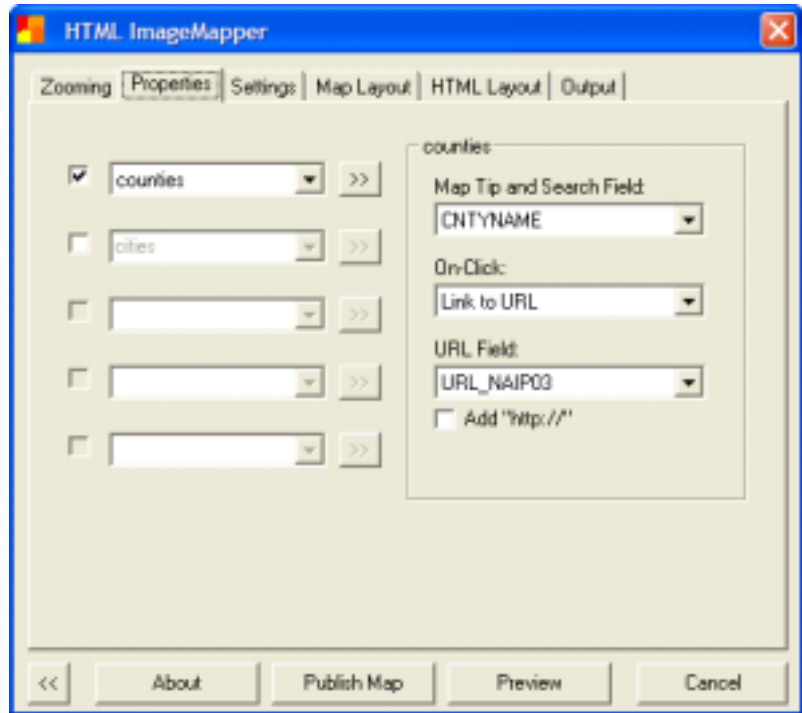 HTML ImageMapper
Zooming Properties Settings Map Layout HTML Layout Output
counties
counties >>
Map Tip and Search Field:
CNTYNAME
cities >>
On-Click:
Link to URL
>>
URL Field:
URL_NAIP03
>>
Add "http://"
>>
<< About Publish Map Preview Cancel